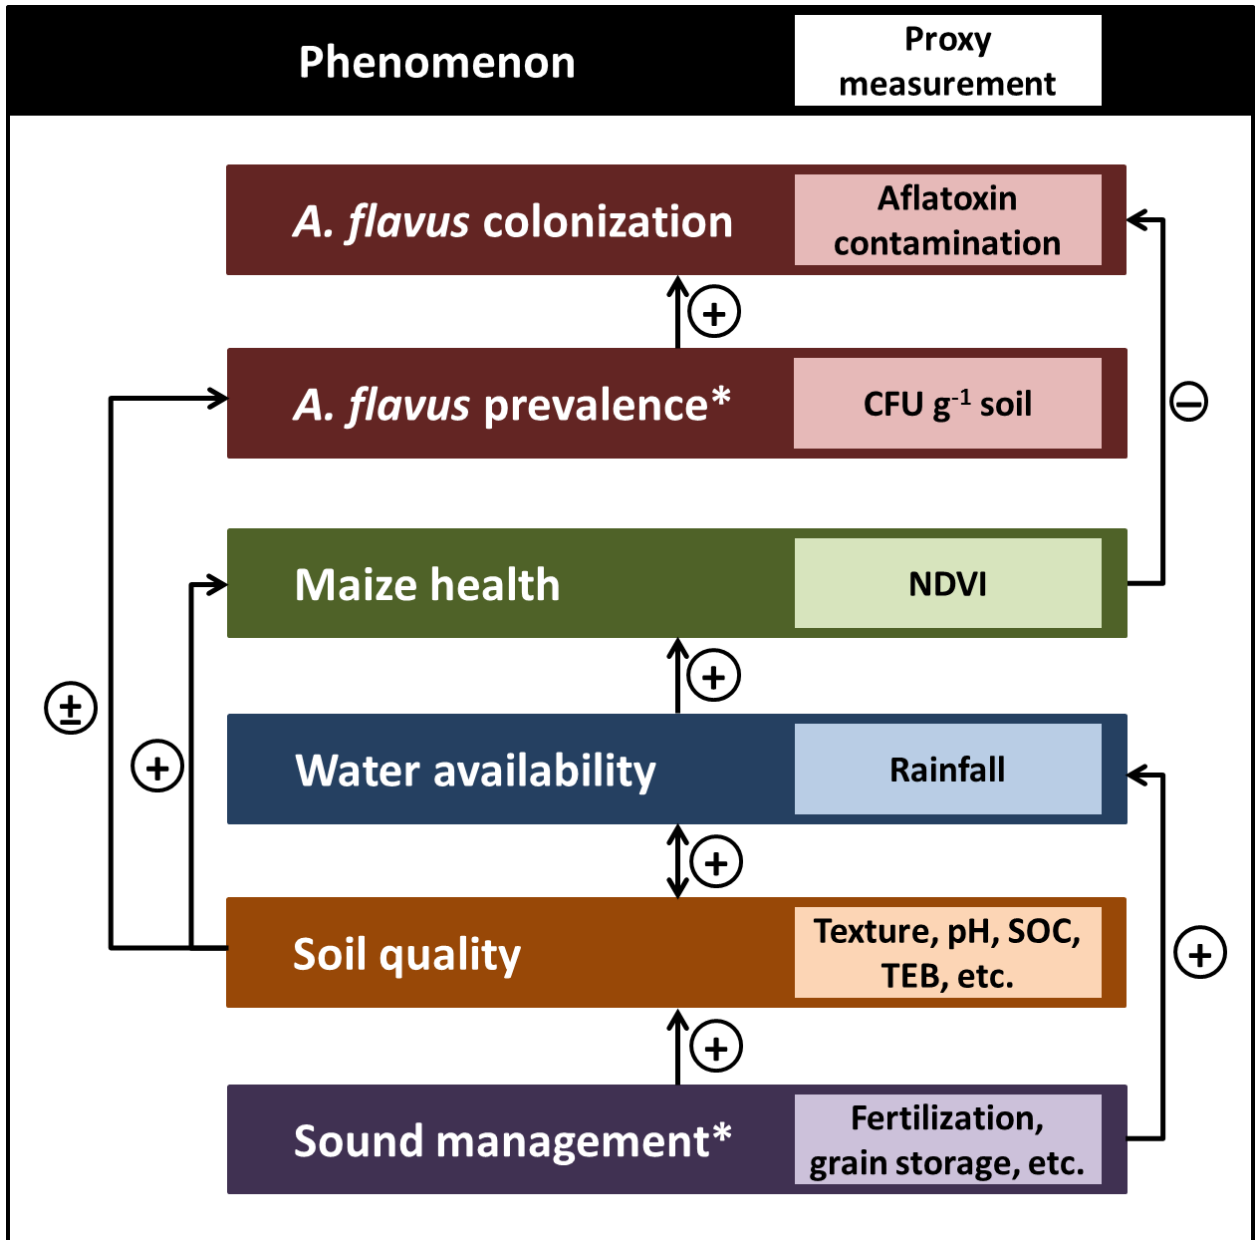 Phenomenon
Proxy
measurement
A. flavus colonization
Aflatoxin
contamination
+
A. flavus prevalence*
CFU g⁻¹ soil
−
Maize health
NDVI
+
±
+
Water availability
Rainfall
+
Soil quality
Texture, pH, SOC,
TEB, etc.
+
+
Sound management*
Fertilization,
grain storage, etc.